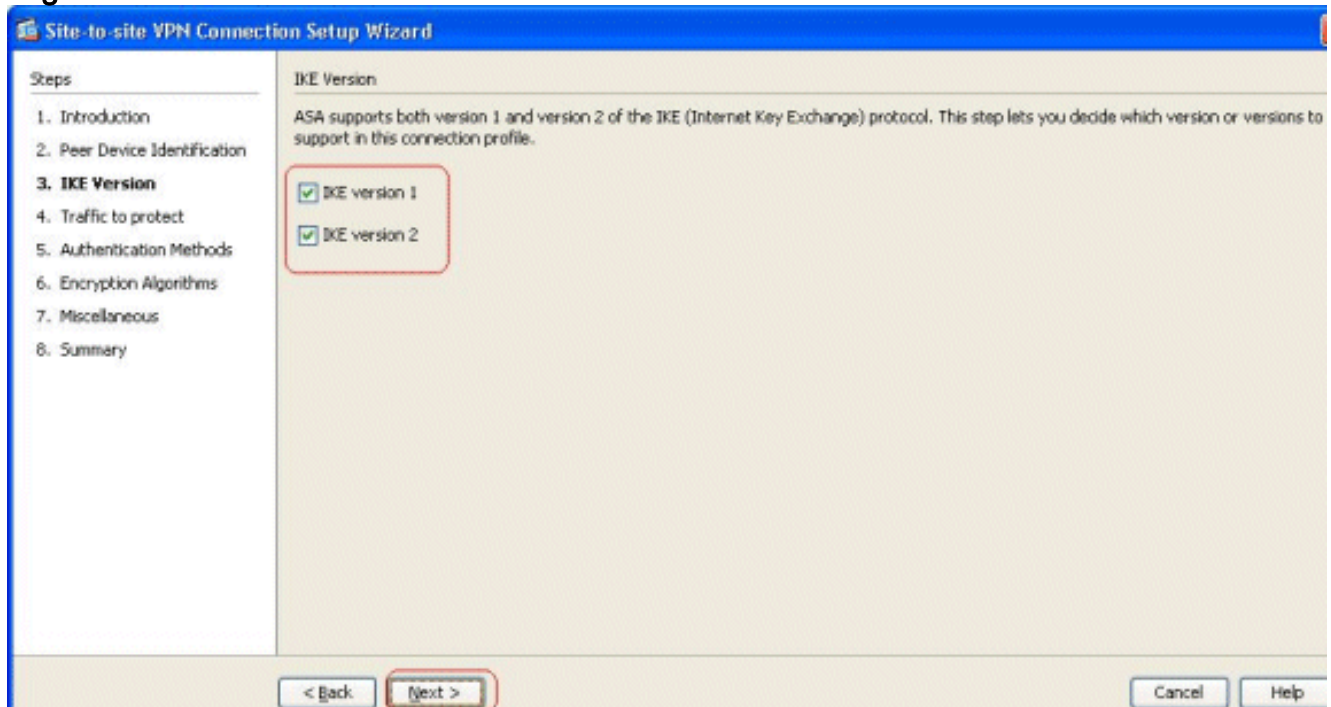 Site-to-site VPN Connection Setup Wizard
Steps
1. Introduction
2. Peer Device Identification
3. IKE Version
4. Traffic to protect
5. Authentication Methods
6. Encryption Algorithms
7. Miscellaneous
8. Summary
IKE Version
ASA supports both version 1 and version 2 of the IKE (Internet Key Exchange) protocol. This step lets you decide which version or versions to
support in this connection profile.
IKE version 1
IKE version 2
< Back
Next >
Cancel
Help